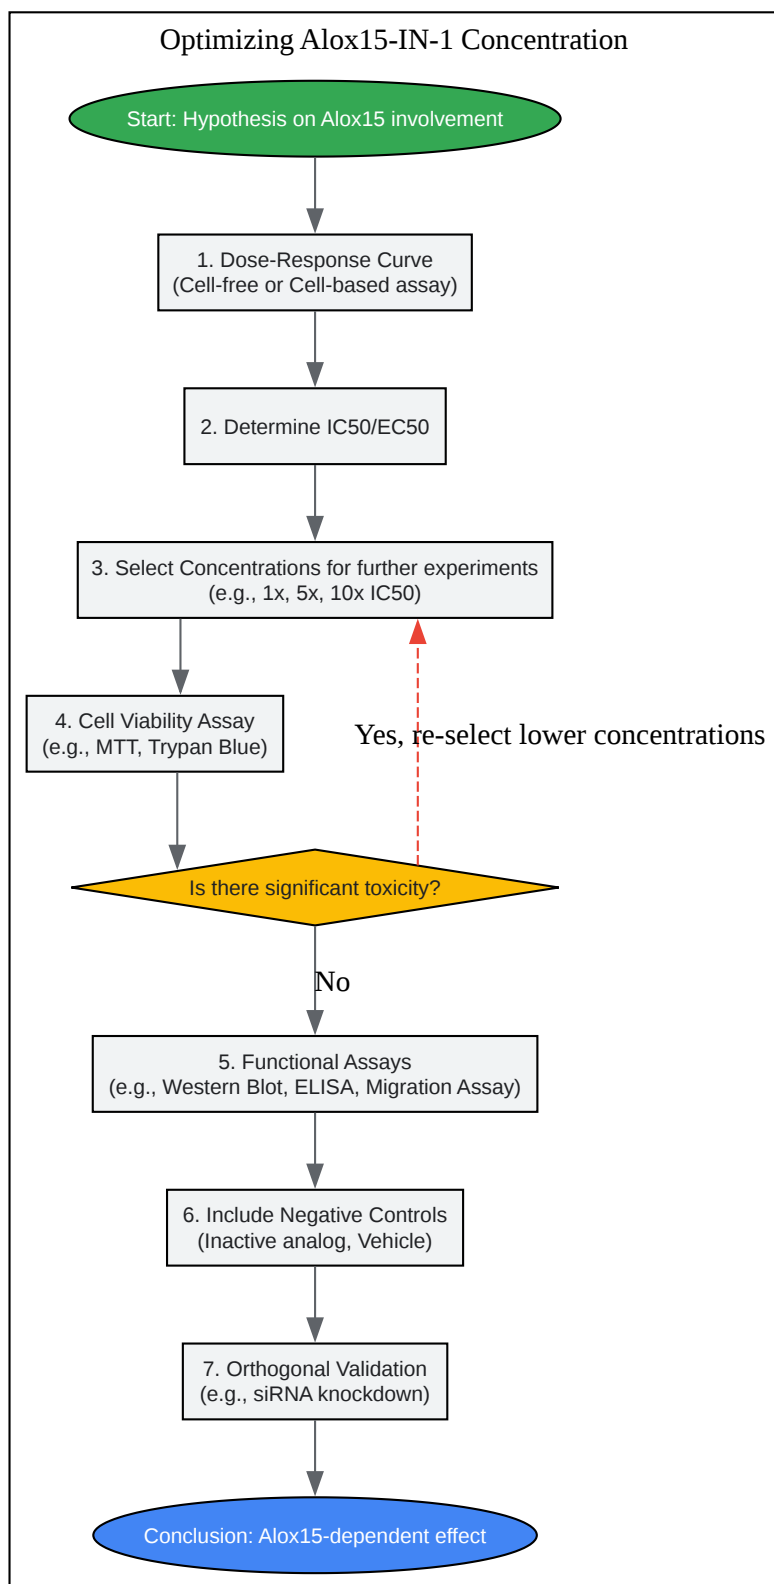 Optimizing Alox15-IN-1 Concentration
Start: Hypothesis on Alox15 involvement
1. Dose-Response Curve
(Cell-free or Cell-based assay)
2. Determine IC50/EC50
3. Select Concentrations for further experiments
(e.g., 1x, 5x, 10x IC50)
4. Cell Viability Assay
(e.g., MTT, Trypan Blue)
Yes, re-select lower concentrations
Is there significant toxicity?
No
5. Functional Assays
(e.g., Western Blot, ELISA, Migration Assay)
6. Include Negative Controls
(Inactive analog, Vehicle)
7. Orthogonal Validation
(e.g., siRNA knockdown)
Conclusion: Alox15-dependent effect